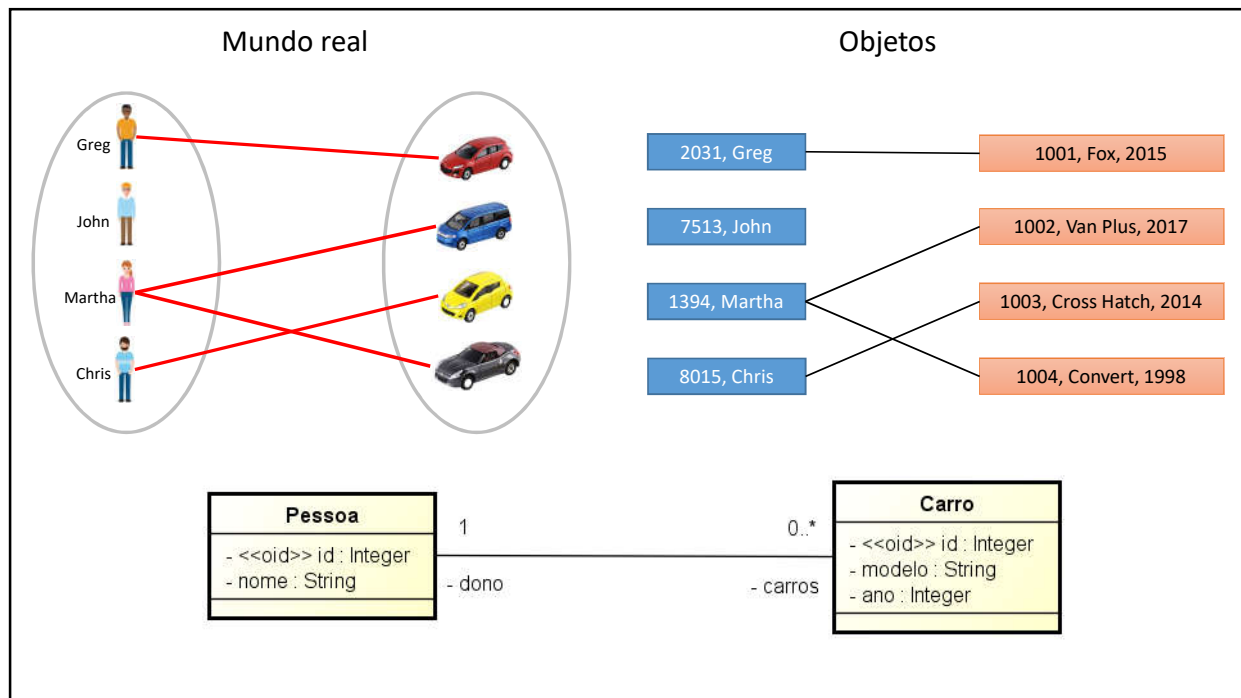 Mundo real
Objetos
Greg
John
Martha
Chris
2031, Greg
7513, John
1394, Martha
8015, Chris
1001, Fox, 2015
1002, Van Plus, 2017
1003, Cross Hatch, 2014
1004, Convert, 1998
Pessoa
- <<oid>> id : Integer
- nome : String
1
- dono
0..*
- carros
Carro
- <<oid>> id : Integer
- modelo : String
- ano : Integer